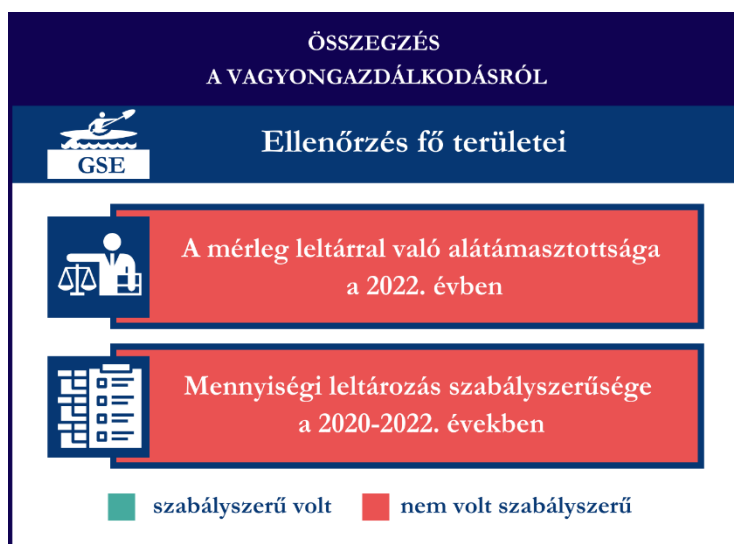 ÖSSZEGZÉS
A VAGYONGAZDÁLKODÁSRÓL
GSE
Ellenőrzés fő területei
A mérleg leltárral való alátámasztottsága
a 2022. évben
Mennyiségi leltározás szabályszerűsége
a 2020-2022. években
szabályszerű volt
nem volt szabályszerű